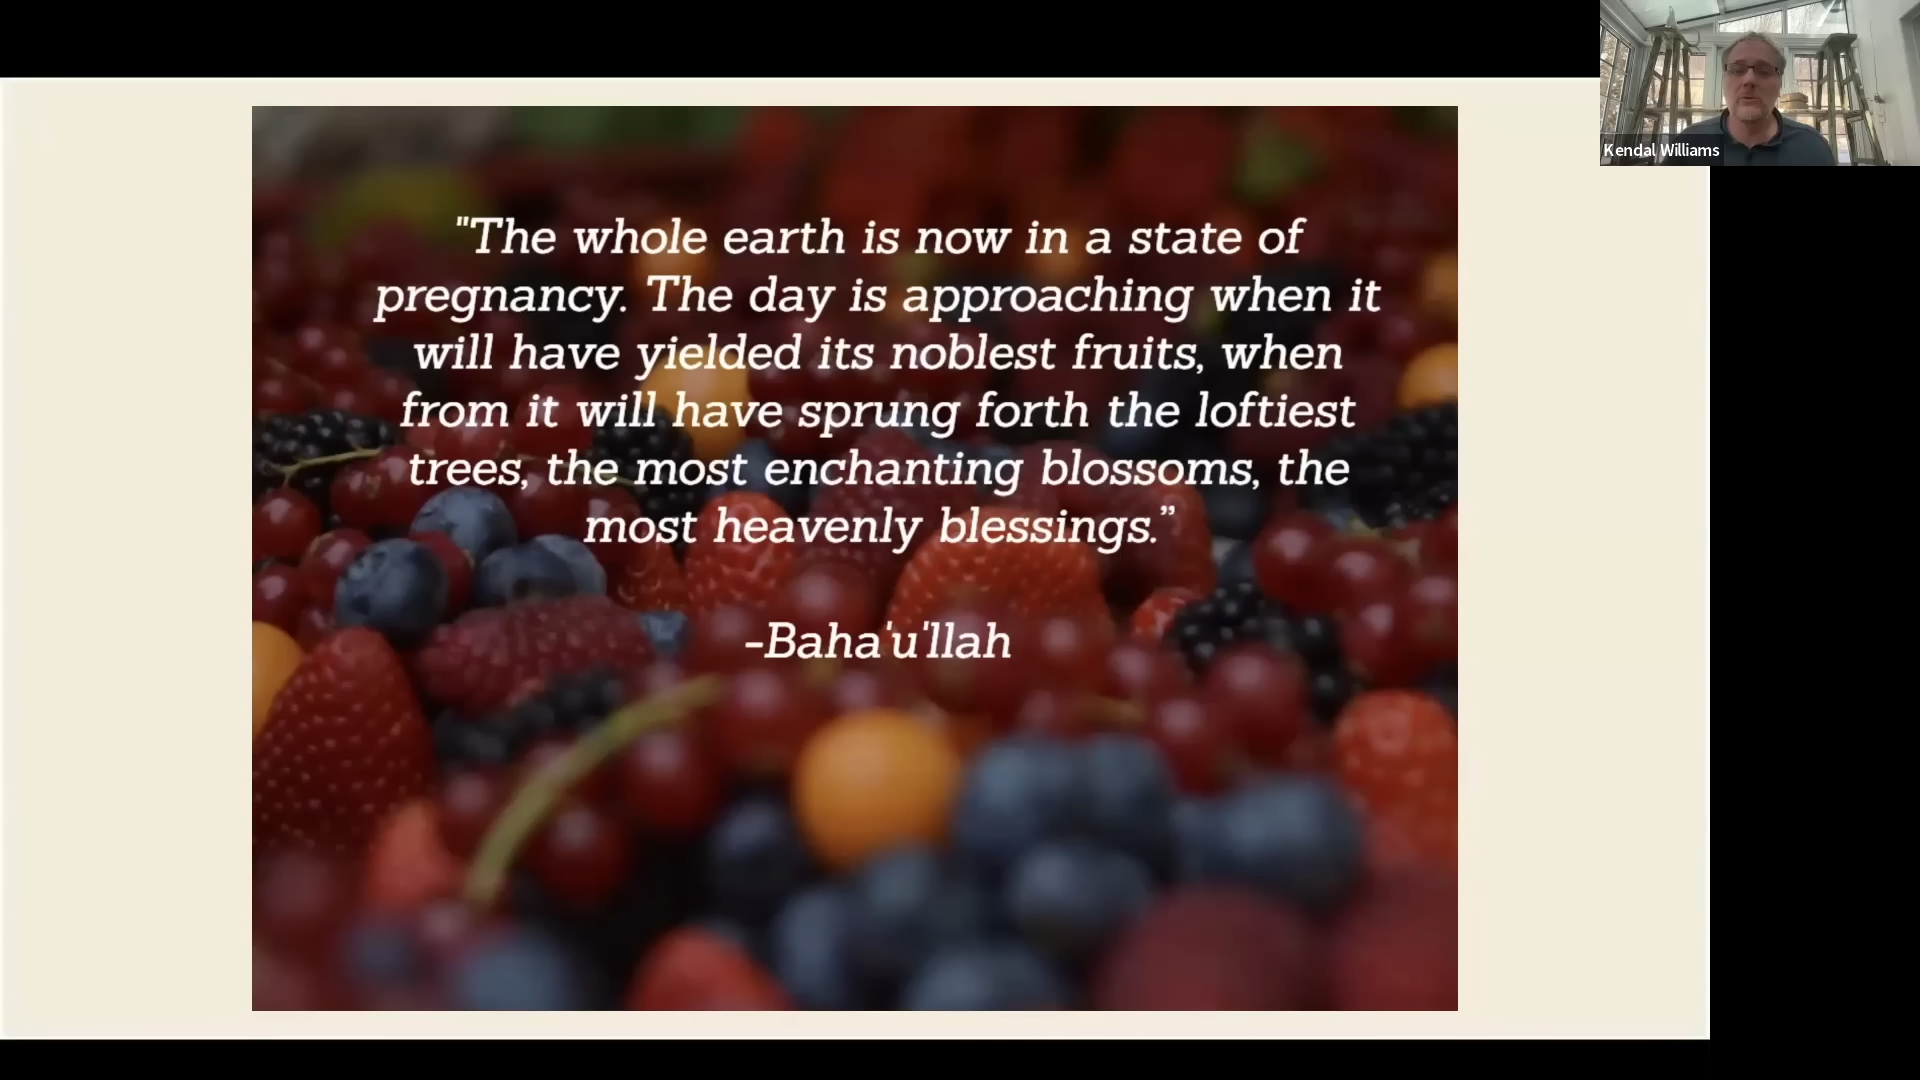 "The whole earth is now in a state of
pregnancy. The day is approaching when it
will have yielded its noblest fruits, when
from it will have sprung forth the loftiest
trees, the most enchanting blossoms, the
most heavenly blessings.”
-Baha'u'llah
Kendal Williams